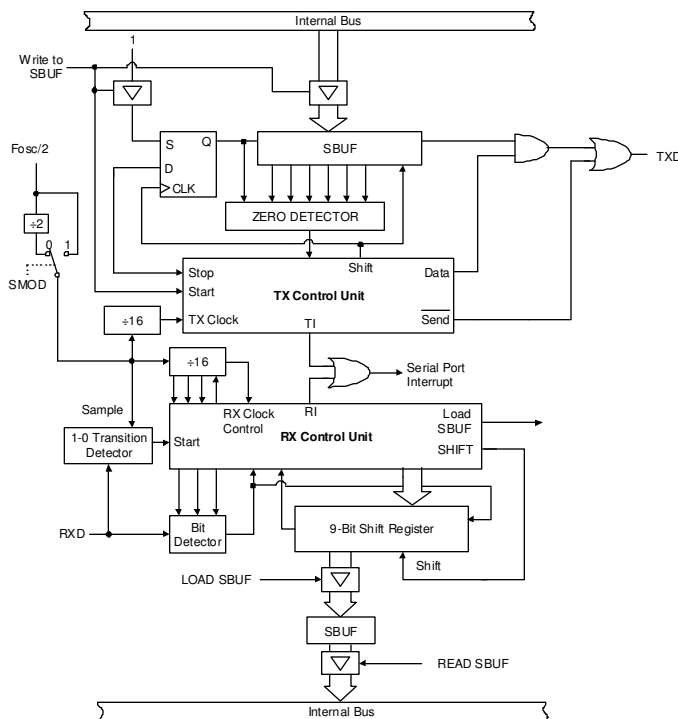 Internal Bus
1
Write to
SBUF
S
Q
D
CLK
SBUF
TXD
Fosc/2
÷2
0
1
SMOD
ZERO DETECTOR
Shift
Stop
Start
TX Clock
TX Control Unit
TI
Data
Send
÷16
÷16
Serial Port
Interrupt
Sample
1-0 Transition
Detector
Start
RX Clock
Control
RI
RX Control Unit
Load
SBUF
SHIFT
RXD
Bit
Detector
9-Bit Shift Register
Shift
LOAD SBUF
SBUF
READ SBUF
Internal Bus